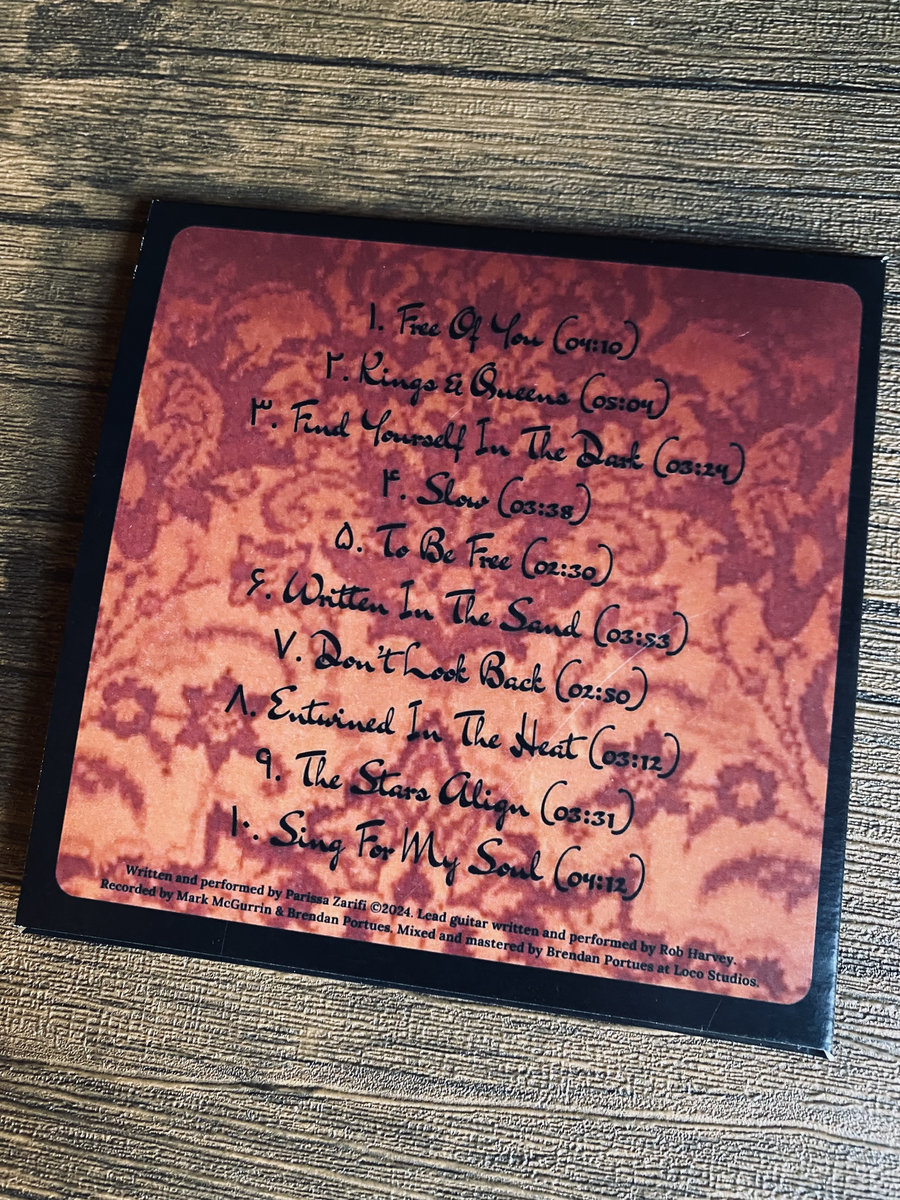 ۱. Free Of You (04:10)
۲. Kings & Queens (05:04)
۳. Find Yourself In The Dark (03:24)
۴. Slow (03:38)
۵. To Be Free (02:30)
۶. Written In The Sand (03:53)
۷. Don't Look Back (02:50)
۸. Entwined In The Heat (03:12)
۹. The Stars Align (03:31)
۱۰. Sing For My Soul (04:12)
Written and performed by Parissa Zarifi ©2024. Lead guitar written and performed by Rob Harvey.
Recorded by Mark McGurrin & Brendan Portues. Mixed and mastered by Brendan Portues at Loco Studios.